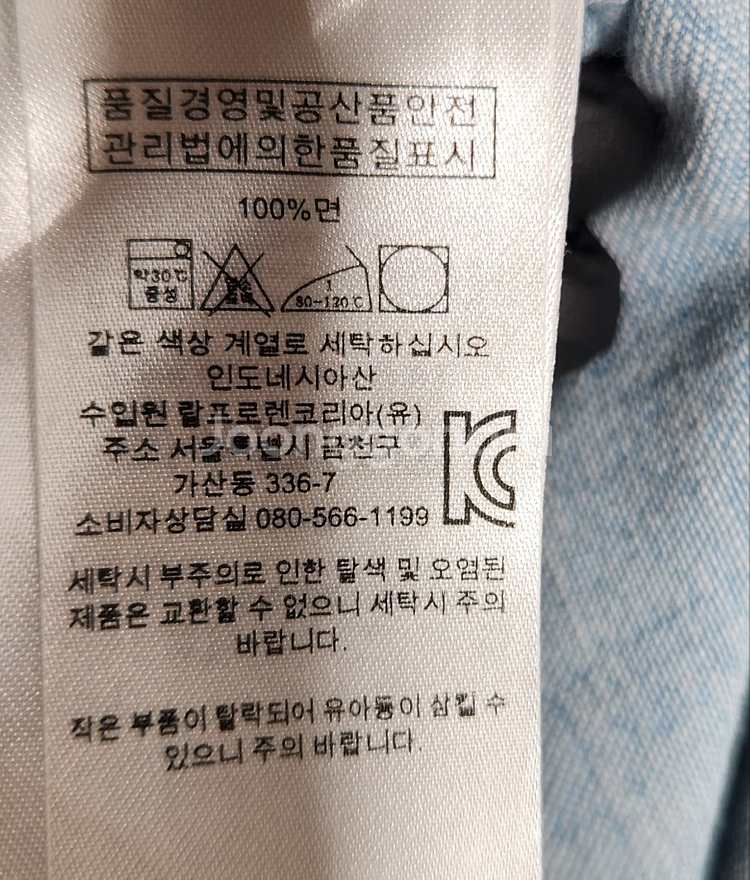 품질경영및공산품안전
관리법에의한품질표시
100%면
약30℃
중성
염소
표백
1
80~120℃
같은 색상 계열로 세탁하십시오
인도네시아산
수입원 랄프로렌코리아(유)
주소 서울특별시 금천구
가산동 336-7
소비자상담실 080-566-1199
세탁시 부주의로 인한 탈색 및 오염된
제품은 교환할 수 없으니 세탁시 주의
바랍니다.
작은 부품이 탈락되어 유아동이 삼킬 수
있으니 주의 바랍니다.